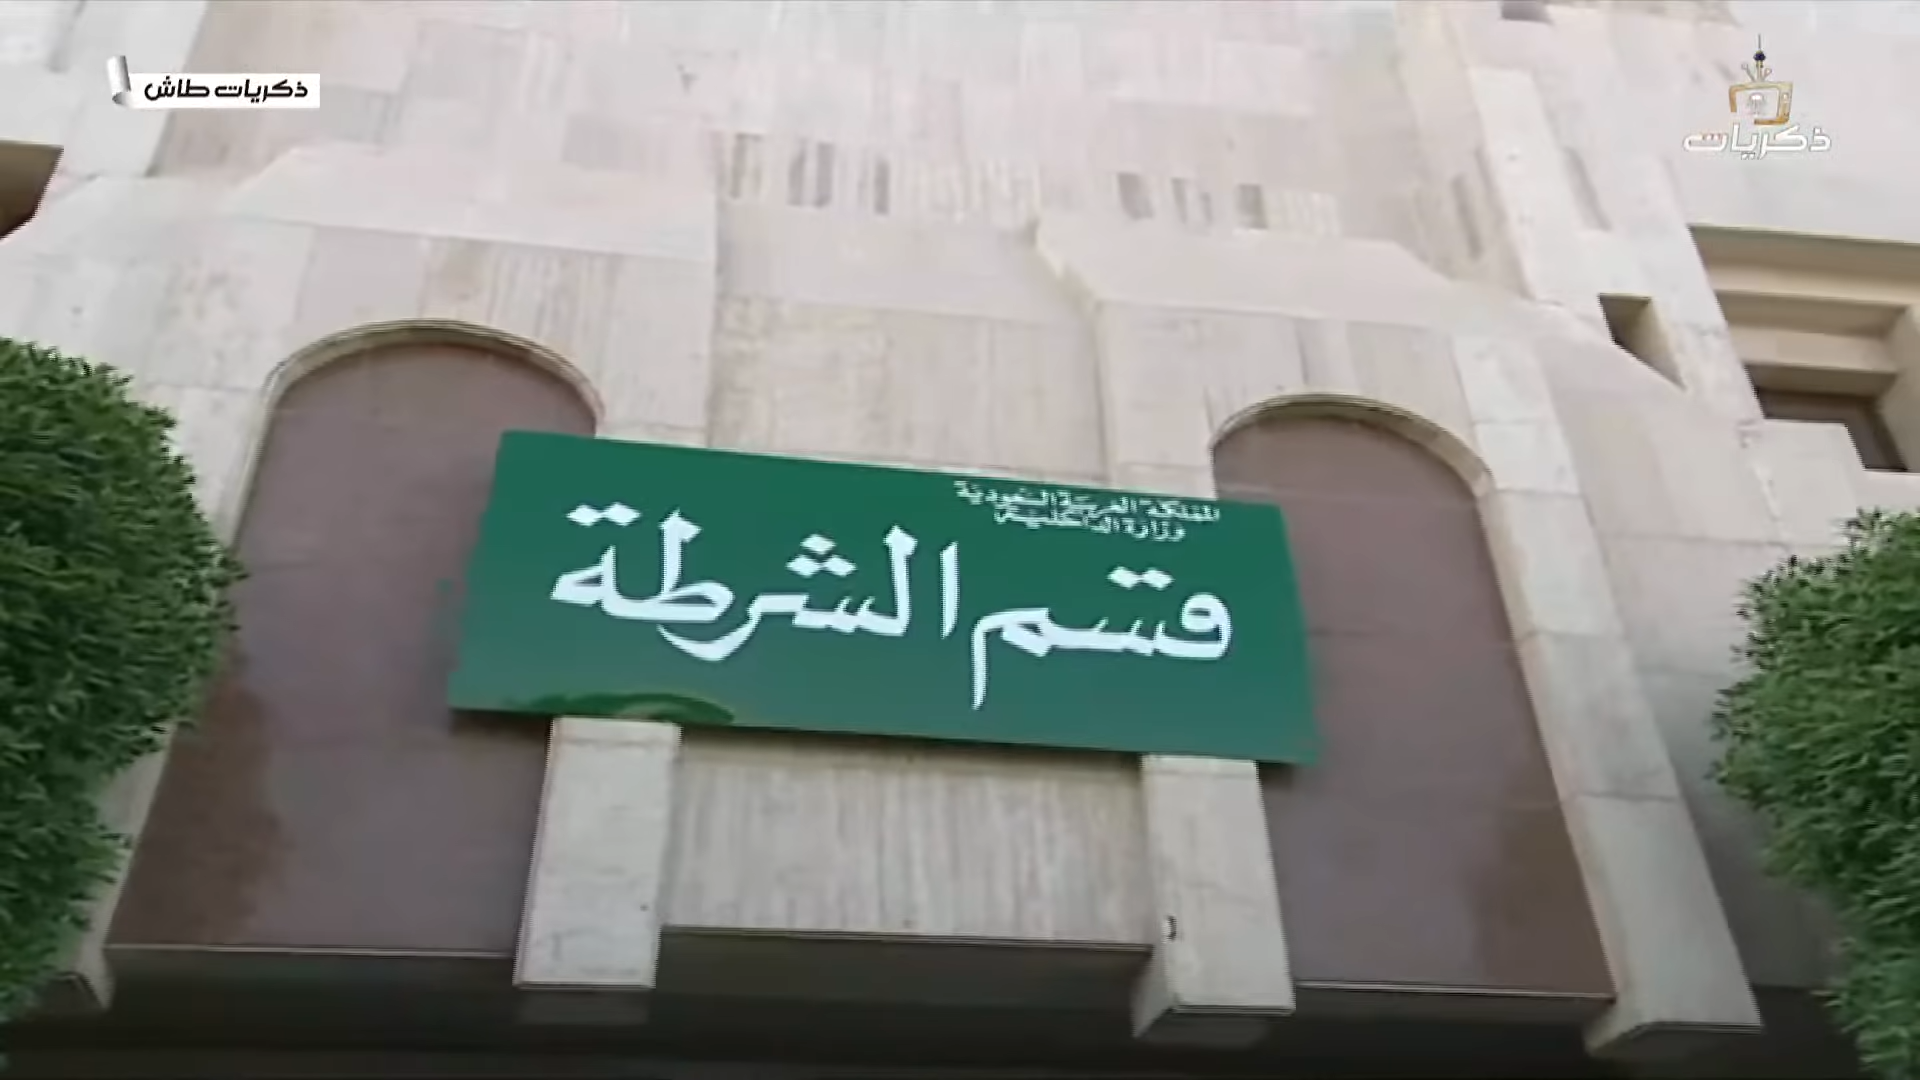 ذكريات طاش
ذكريات
المملكة العربية السعودية
وزارة الداخلية
قسم الشرطة